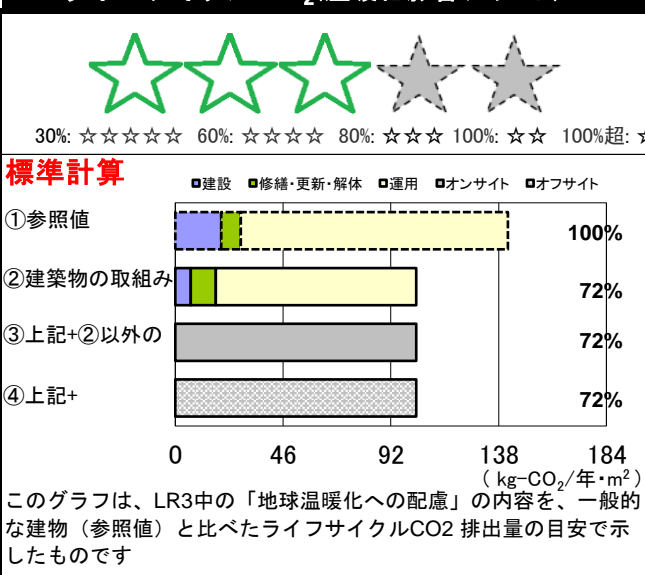 30%: ☆☆☆☆☆ 60%: ☆☆☆☆ 80%: ☆☆☆ 100%: ☆☆ 100%超: ☆
標準計算
■建設 ■修繕・更新・解体 □運用 ■オンサイト ■オフサイト
①参照値 100%
②建築物の取組み 72%
③上記+②以外の 72%
④上記+ 72%
0 46 92 138 184
( kg-CO₂/年・m² )
このグラフは、LR3中の「地球温暖化への配慮」の内容を、一般的
な建物（参照値）と比べたライフサイクルCO2 排出量の目安で示
したものです